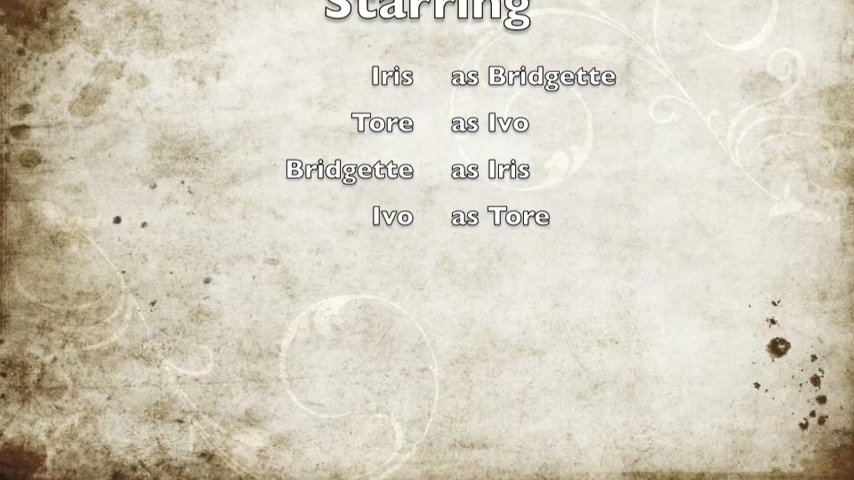 Starring
Iris as Bridgette
Tore as Ivo
Bridgette as Iris
Ivo as Tore